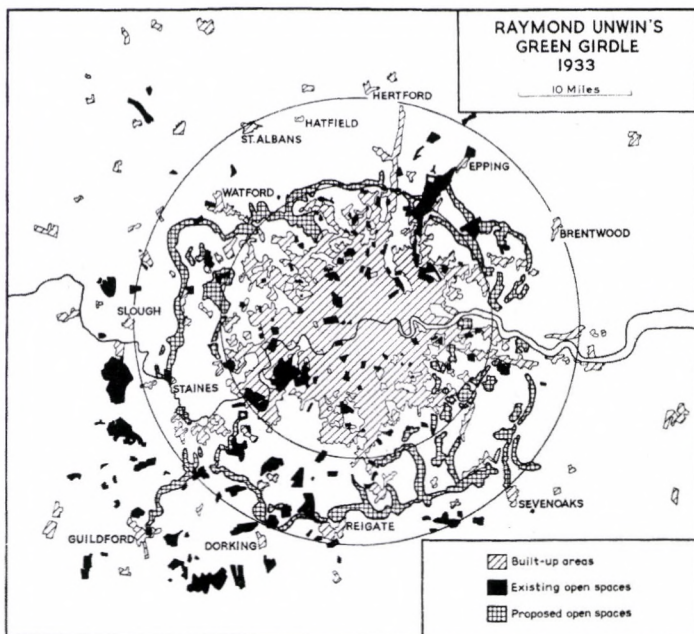 RAYMOND UNWIN'S
GREEN GIRDLE
1933
10 Miles
HERTFORD
HATFIELD
ST. ALBANS
EPPING
WATFORD
BRENTWOOD
SLOUGH
STAINES
SEVENOAKS
REIGATE
GUILDFORD
DORKING
Built-up areas
Existing open spaces
Proposed open spaces